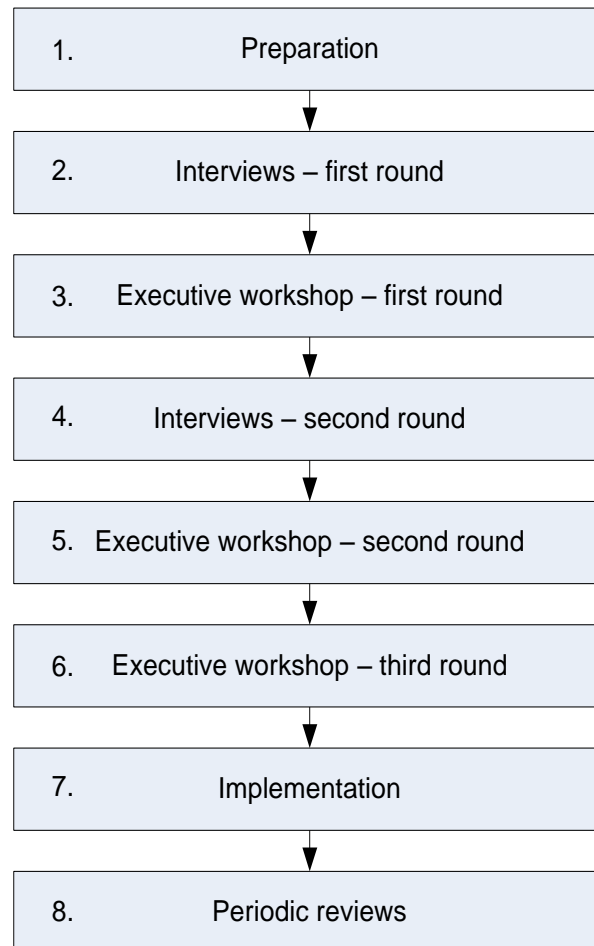 1. Preparation
2. Interviews – first round
3. Executive workshop – first round
4. Interviews – second round
5. Executive workshop – second round
6. Executive workshop – third round
7. Implementation
8. Periodic reviews